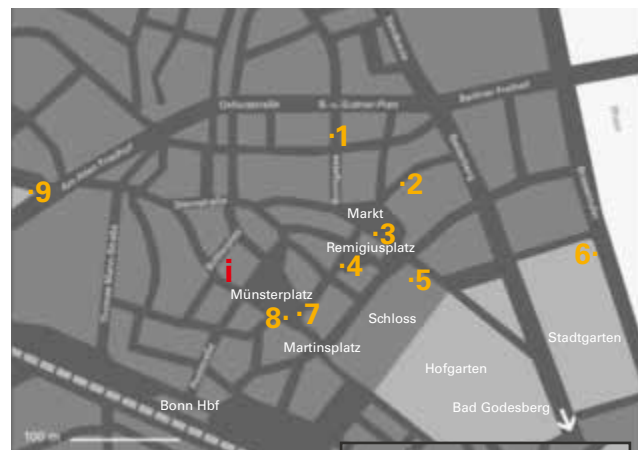 Oxfordstraße
B.-v.-Suttner-Platz
Berliner Freiheit
1
Am Alten Friedhof
9
2
Sternstraße
Markt
3
Remigiusplatz
6
4
i
5
Münsterplatz
8
7
Schloss
Stadtgarten
Martinsplatz
Hofgarten
Bonn Hbf
Bad Godesberg
100 m